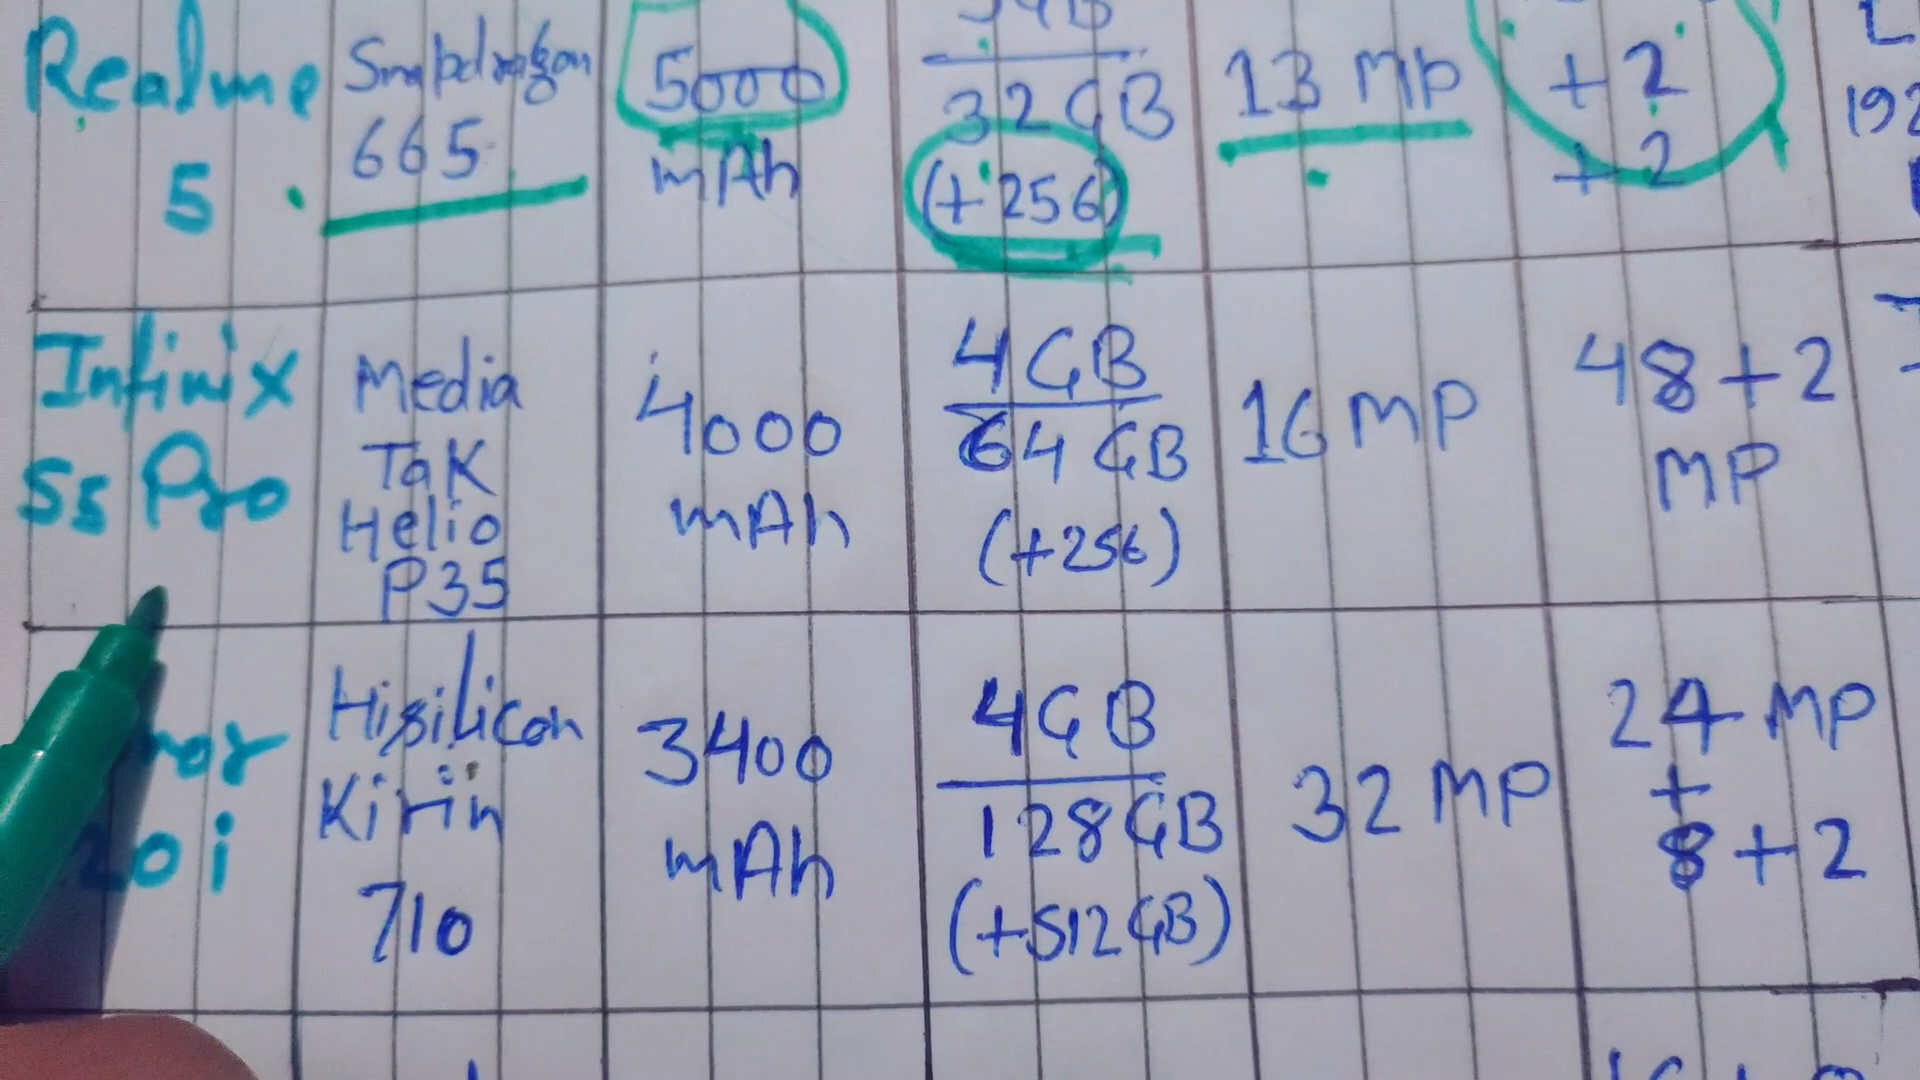 Realme
5
Snapdragon
665
5000
mAh
32GB
(+256)
13 MP
+ 2
+ 2
192
Infinix
S5 Pro
Media
Tak
Helio
P35
4000
mAh
4GB
64GB
(+256)
16 MP
48+2
MP
20i
Hisilicon
Kirin
710
3400
mAh
4GB
128GB
(+512GB)
32 MP
24 MP
+
8+2